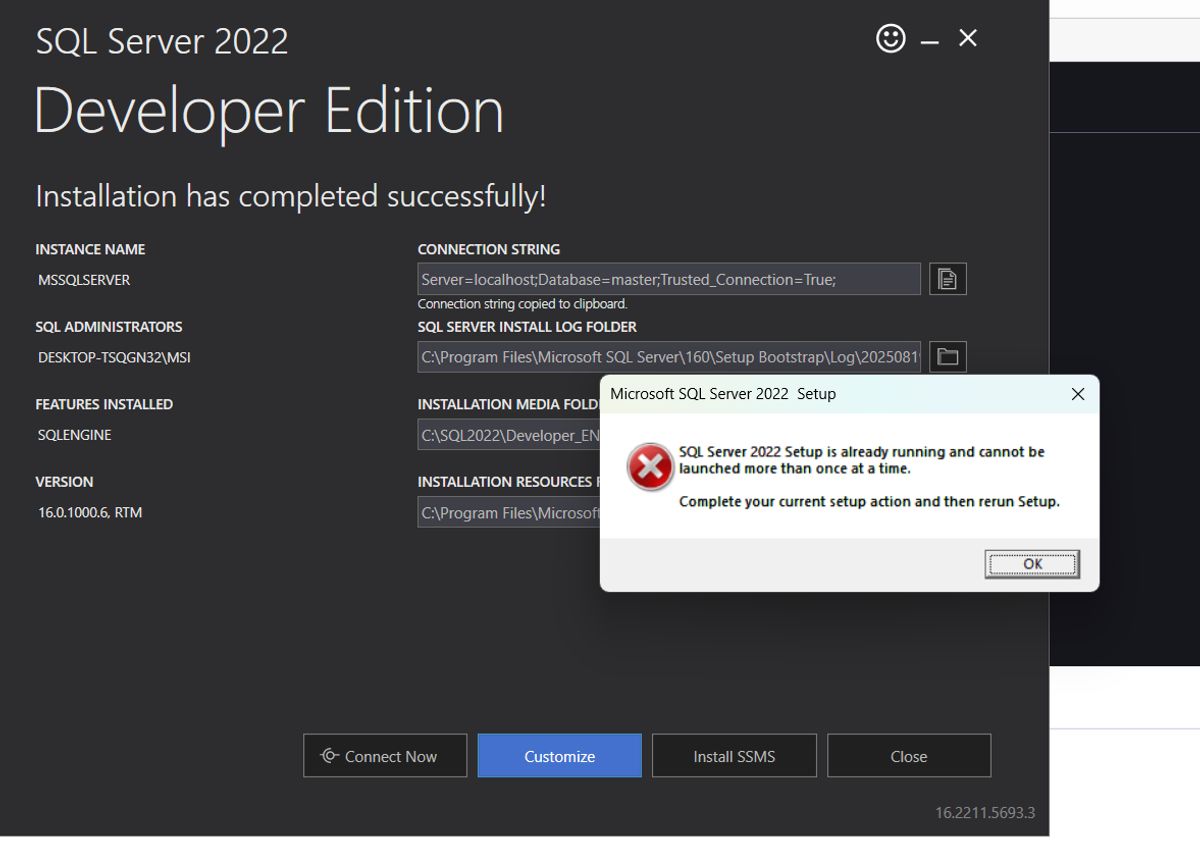 SQL Server 2022
Developer Edition
Installation has completed successfully!
INSTANCE NAME
MSSQLSERVER
SQL ADMINISTRATORS
DESKTOP-TSQGN32\MSI
FEATURES INSTALLED
SQLENGINE
VERSION
16.0.1000.6, RTM
CONNECTION STRING
Server=localhost;Database=master;Trusted_Connection=True;
Connection string copied to clipboard.
SQL SERVER INSTALL LOG FOLDER
C:\Program Files\Microsoft SQL Server\160\Setup Bootstrap\Log\2025081
INSTALLATION MEDIA FOLD
C:\SQL2022\Developer_EN
INSTALLATION RESOURCES
C:\Program Files\Microsoft
Microsoft SQL Server 2022 Setup
SQL Server 2022 Setup is already running and cannot be
launched more than once at a time.
Complete your current setup action and then rerun Setup.
OK
Connect Now
Customize
Install SSMS
Close
16.2211.5693.3